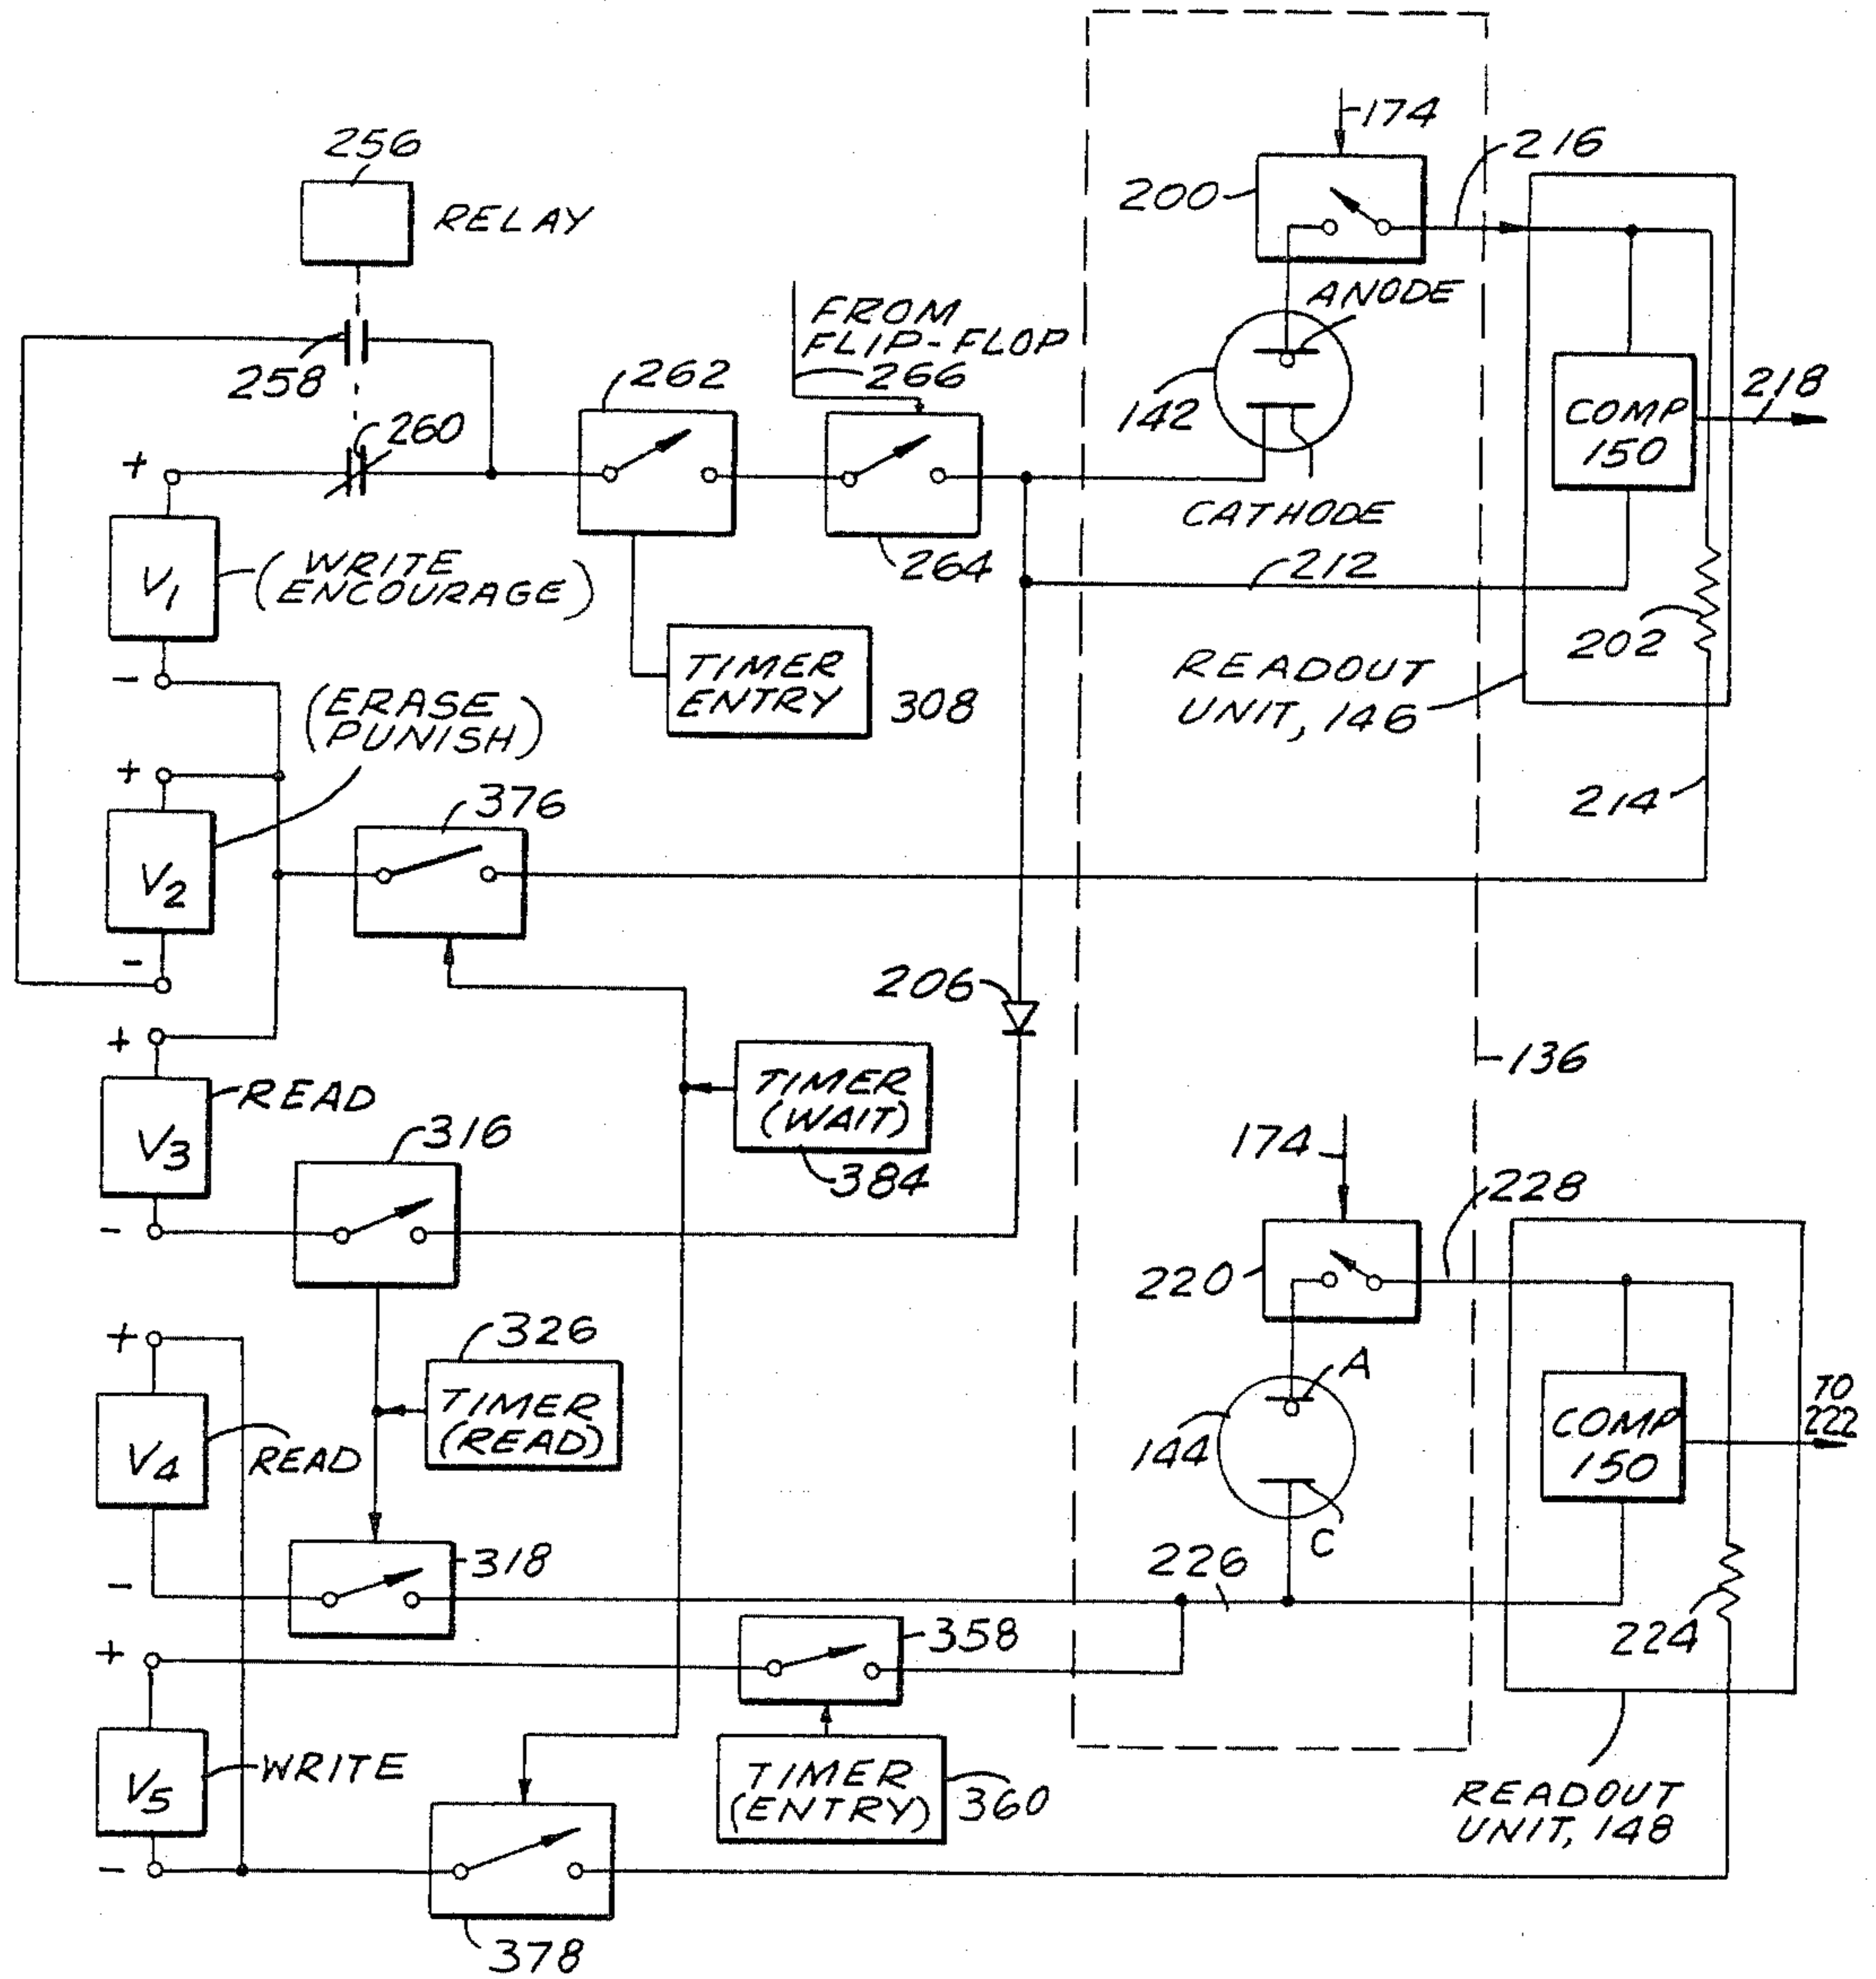 174
216
256
RELAY
200
ANODE
FROM
FLIP-FLOP
266
258
262
142
218
COMP
150
260
+
CATHODE
264
212
V1
(WRITE
ENCOURAGE)
202
-
TIMER
ENTRY
308
READOUT
UNIT, 146
(ERASE
PUNISH)
+
376
214
V2
-
206
+
136
TIMER
(WAIT)
READ
V3
316
174
384
228
-
220
326
+
A
TIMER
(READ)
TO
222
COMP
150
144
V4
READ
C
318
226
-
358
224
+
V5
WRITE
TIMER
(ENTRY)
360
READOUT
UNIT, 148
-
378